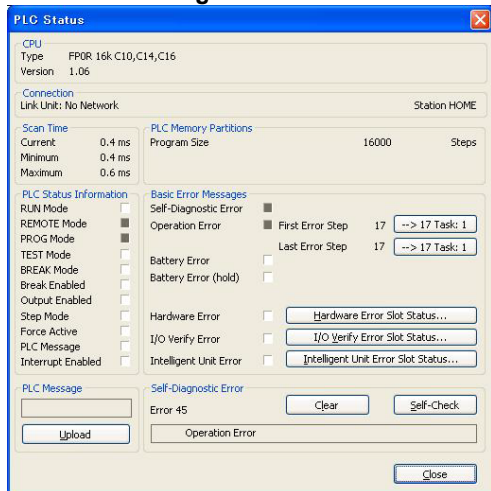 PLC Status
CPU
Type FP0R 16k C10,C14,C16
Version 1.06
Connection
Link Unit: No Network Station HOME
Scan Time
Current 0.4 ms
Minimum 0.4 ms
Maximum 0.6 ms
PLC Memory Partitions
Program Size 16000 Steps
PLC Status Information
RUN Mode
REMOTE Mode
PROG Mode
TEST Mode
BREAK Mode
Break Enabled
Output Enabled
Step Mode
Force Active
PLC Message
Interrupt Enabled
Basic Error Messages
Self-Diagnostic Error
Operation Error First Error Step 17 --> 17 Task: 1
Last Error Step 17 --> 17 Task: 1
Battery Error
Battery Error (hold)
Hardware Error Hardware Error Slot Status...
I/O Verify Error I/O Verify Error Slot Status...
Intelligent Unit Error Intelligent Unit Error Slot Status...
PLC Message
Upload
Self-Diagnostic Error
Error 45 Clear Self-Check
Operation Error
Close